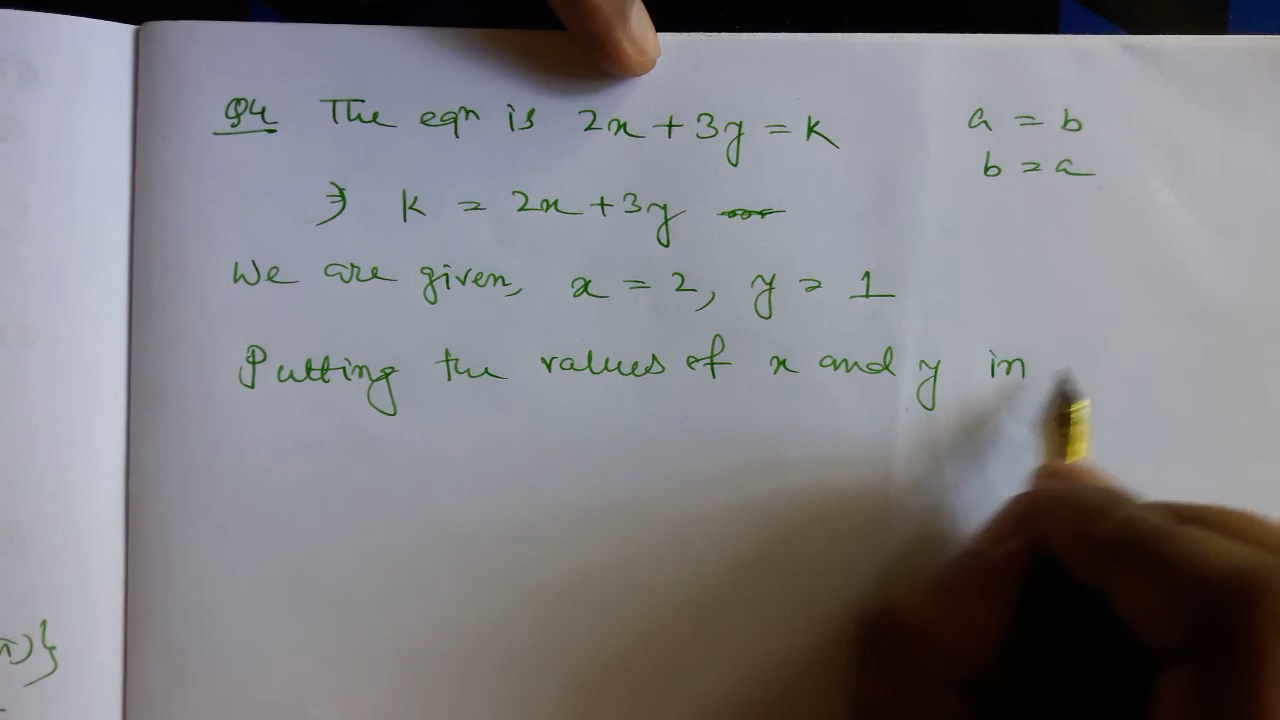 Q4 The eqn is 2x + 3y = K
a = b
b = a
⇒ K = 2x + 3y
We are given, x = 2, y = 1
Putting the values of x and y in
)}